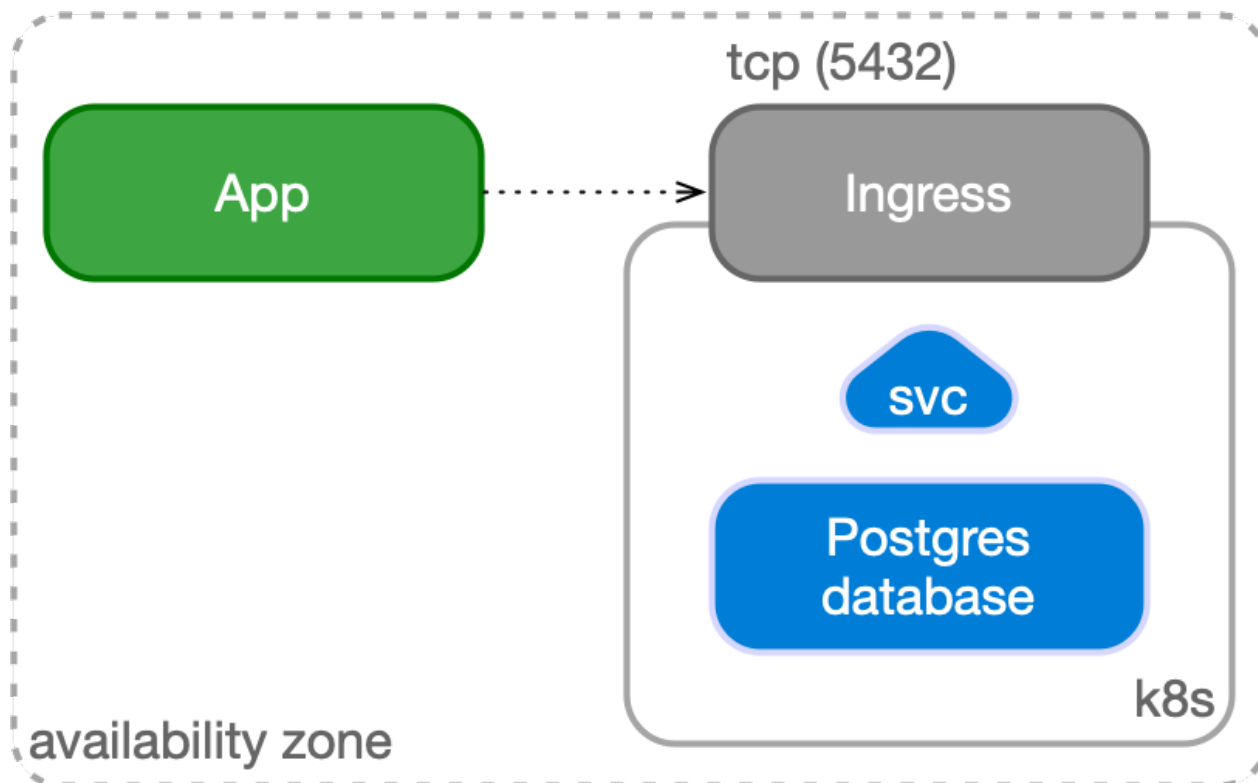 tcp (5432)
App
Ingress
svc
Postgres
database
k8s
availability zone